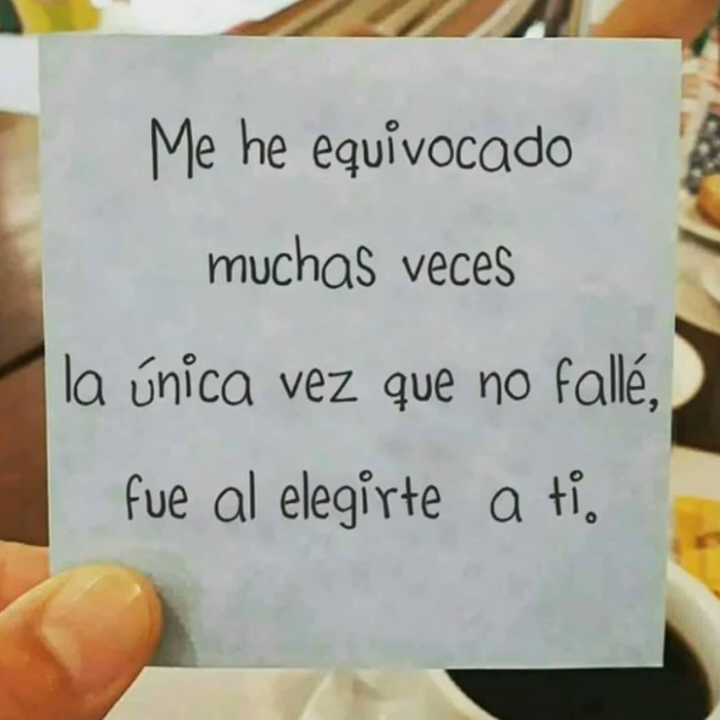 Me he equivocado
muchas veces
la única vez que no fallé,
fue al elegirte a ti.